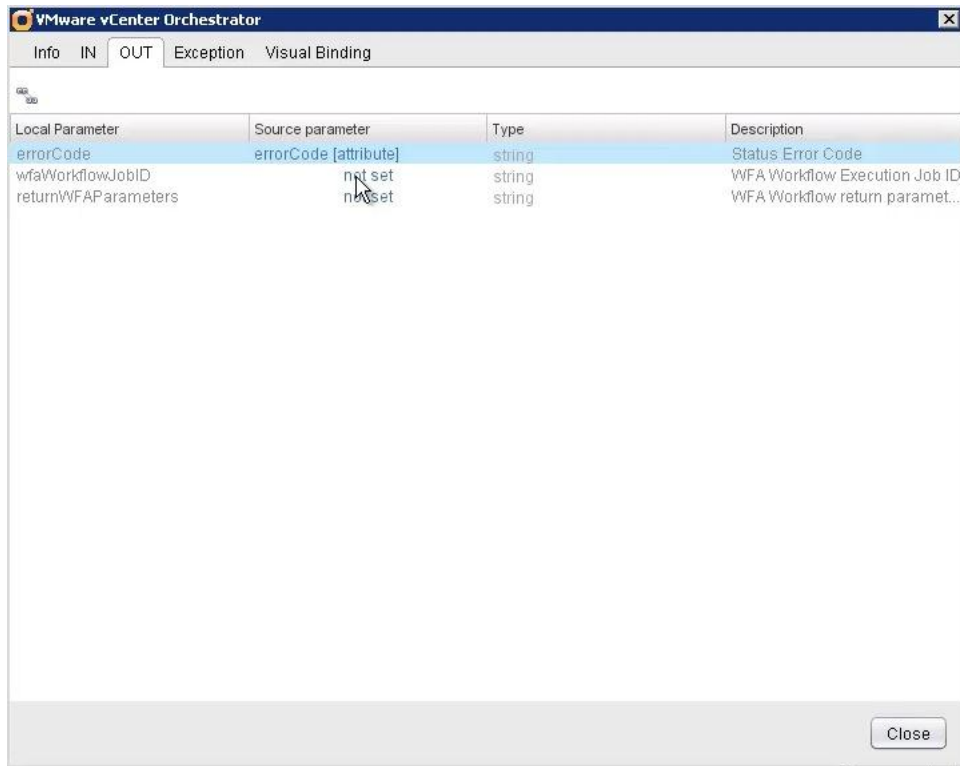 VMware vCenter Orchestrator
Info IN OUT Exception Visual Binding
Local Parameter Source parameter Type Description
errorCode errorCode [attribute] string Status Error Code
wfaWorkflowJobID not set string WFA Workflow Execution Job ID
returnWFAParameters not set string WFA Workflow return paramet...
Close